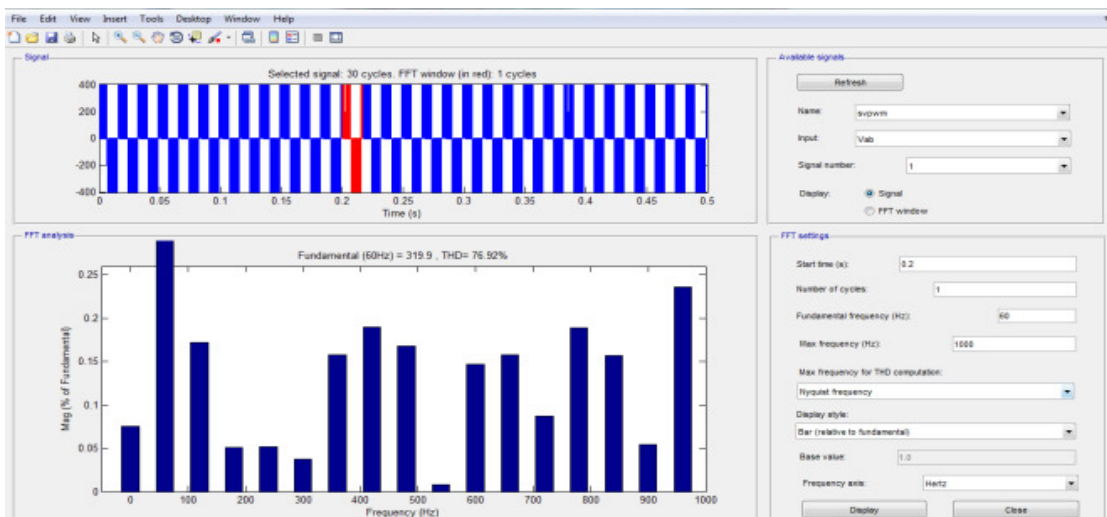 File Edit View Insert Tools Desktop Window Help
Signal
Selected signal: 30 cycles. FFT window (in red): 1 cycles
400
200
0
-200
-400
0 0.05 0.1 0.15 0.2 0.25 0.3 0.35 0.4 0.45 0.5
Time (s)
FFT analysis
Fundamental (60Hz) = 319.9 , THD= 76.92%
0.25
0.2
0.15
0.1
0.05
0
Mag (% of Fundamental)
0 100 200 300 400 500 600 700 800 900 1000
Frequency (Hz)
Available signals
Refresh
Name: svpwm
Input: Vab
Signal number: 1
Display: Signal
FFT window
FFT settings
Start time (s): 0.2
Number of cycles: 1
Fundamental frequency (Hz): 60
Max frequency (Hz): 1000
Max frequency for THD computation:
Nyquist frequency
Display style:
Bar (relative to fundamental)
Base value: 1.0
Frequency axis: Hertz
Display Close